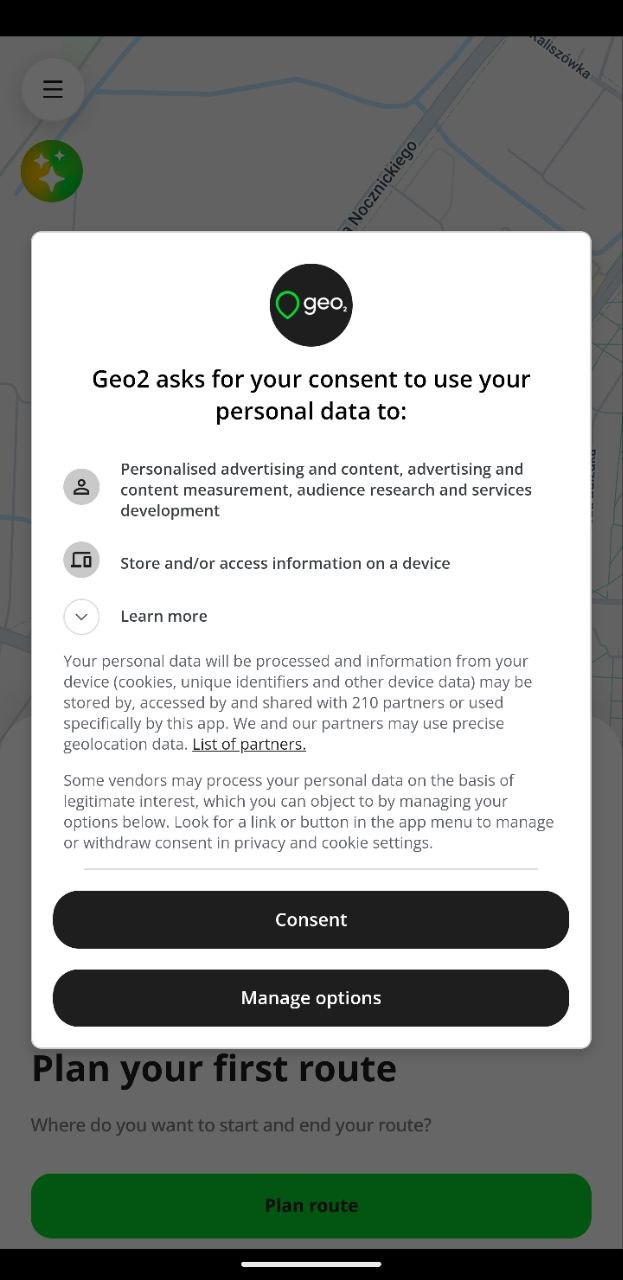 Kaliszówka
a Nocznickiego
geo2
Geo2 asks for your consent to use your
personal data to:
Personalised advertising and content, advertising and
content measurement, audience research and services
development
Store and/or access information on a device
Learn more
Your personal data will be processed and information from your
device (cookies, unique identifiers and other device data) may be
stored by, accessed by and shared with 210 partners or used
specifically by this app. We and our partners may use precise
geolocation data. List of partners.
Some vendors may process your personal data on the basis of
legitimate interest, which you can object to by managing your
options below. Look for a link or button in the app menu to manage
or withdraw consent in privacy and cookie settings.
Consent
Manage options
Plan your first route
Where do you want to start and end your route?
Plan route